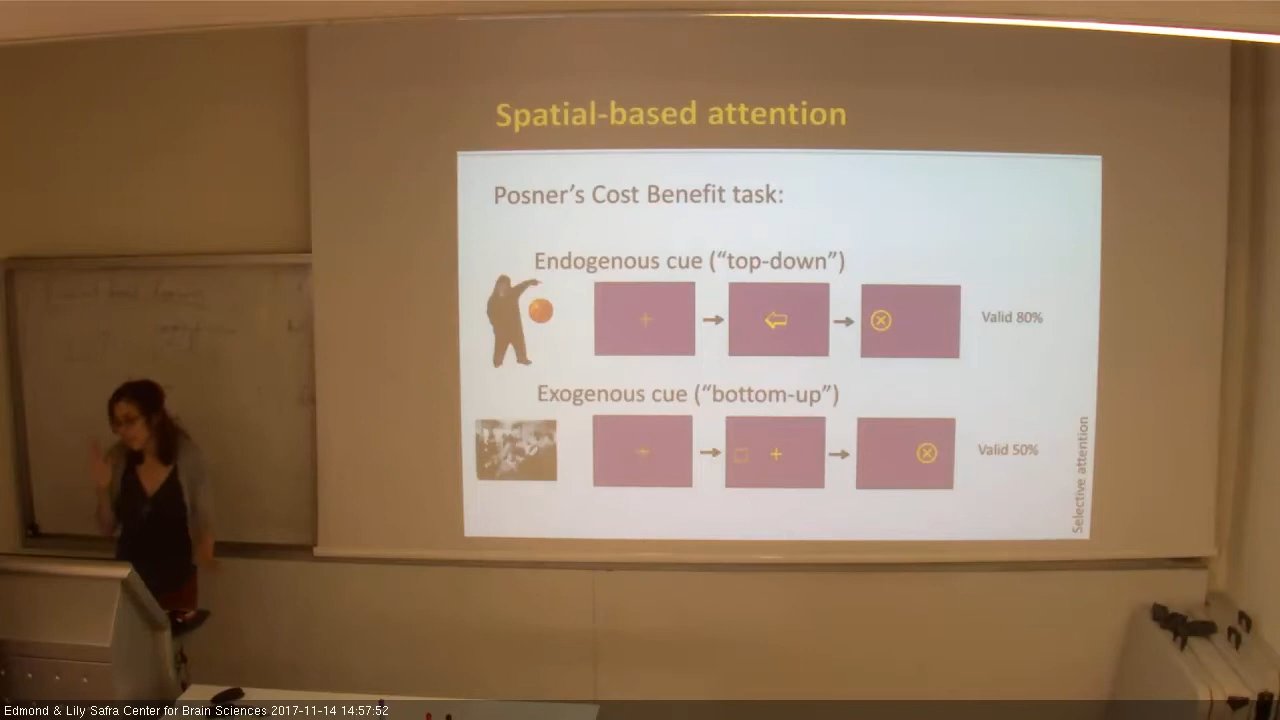 Spatial-based attention
Posner's Cost Benefit task:
Endogenous cue ("top-down")
Valid 80%
Exogenous cue ("bottom-up")
Valid 50%
Selective attention
Edmond & Lily Safra Center for Brain Sciences 2017-11-14 14:57:52